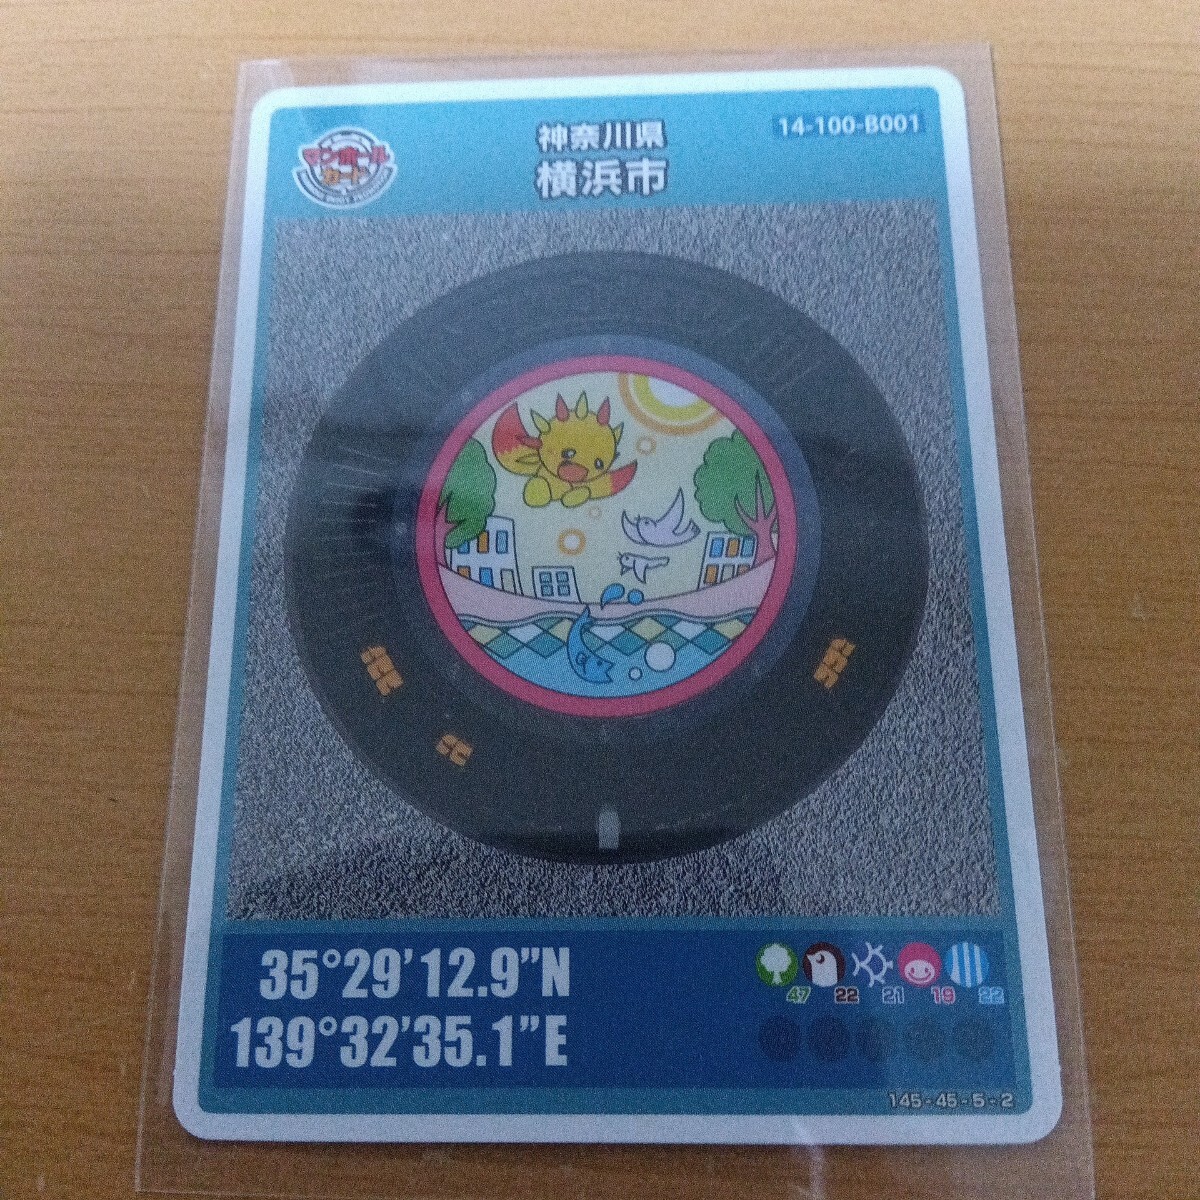 マンホール
カード
神奈川県
横浜市
14-100-B001
35°29'12.9"N
139°32'35.1"E
47 22 21 19 22
145-45-5-2